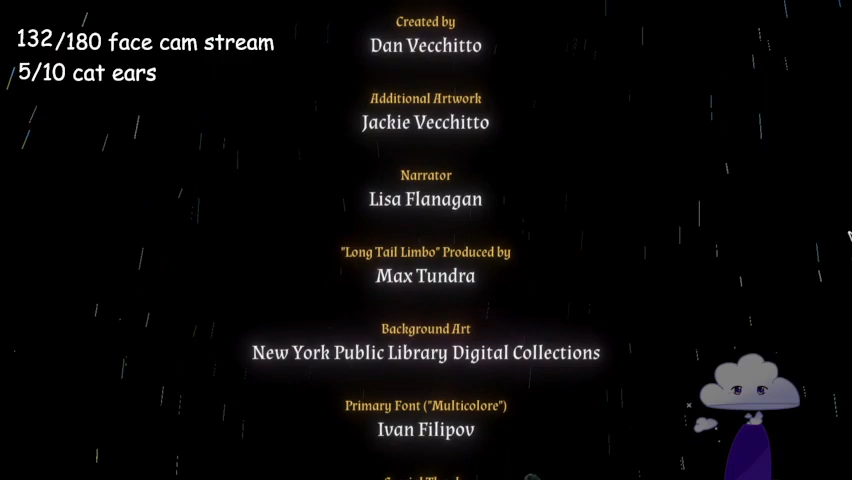 132/180 face cam stream
5/10 cat ears
Created by
Dan Vecchitto
Additional Artwork
Jackie Vecchitto
Narrator
Lisa Flanagan
"Long Tail Limbo" Produced by
Max Tundra
Background Art
New York Public Library Digital Collections
Primary Font ("Multicolore")
Ivan Filipov